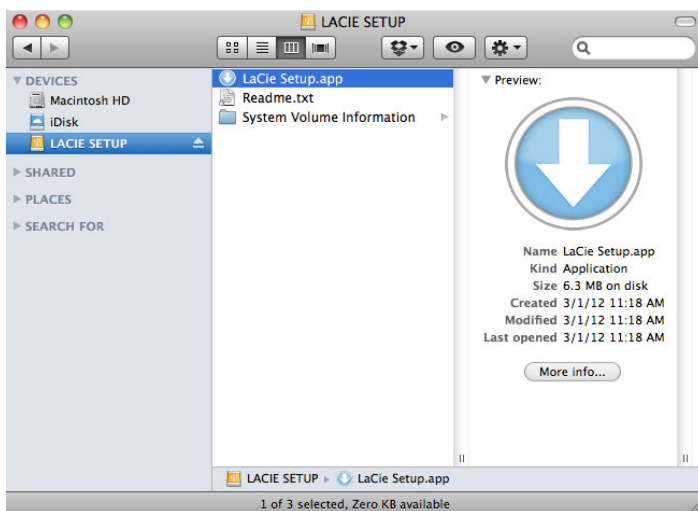 LACIE SETUP
DEVICES
Macintosh HD
iDisk
LACIE SETUP
SHARED
PLACES
SEARCH FOR
LaCie Setup.app
Readme.txt
System Volume Information
Preview:
Name LaCie Setup.app
Kind Application
Size 6.3 MB on disk
Created 3/1/12 11:18 AM
Modified 3/1/12 11:18 AM
Last opened 3/1/12 11:18 AM
More info...
LACIE SETUP ▸ LaCie Setup.app
1 of 3 selected, Zero KB available